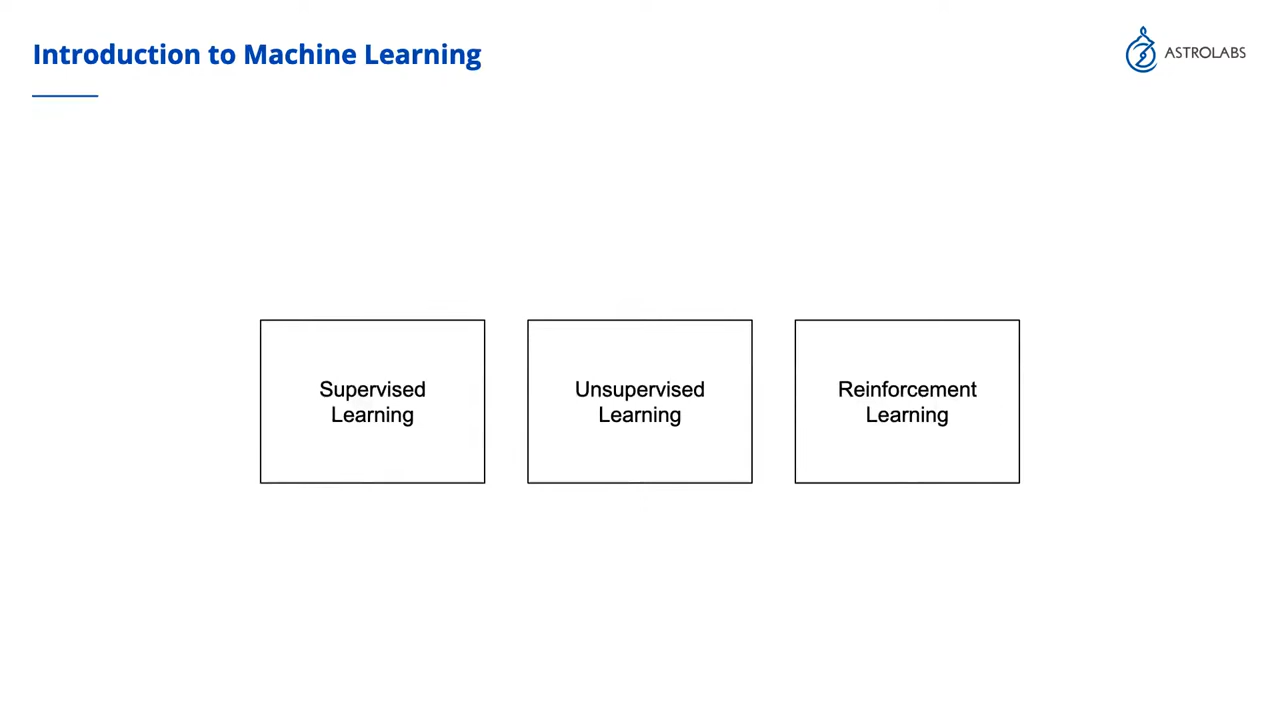 Introduction to Machine Learning
ASTROLABS
Supervised
Learning
Unsupervised
Learning
Reinforcement
Learning